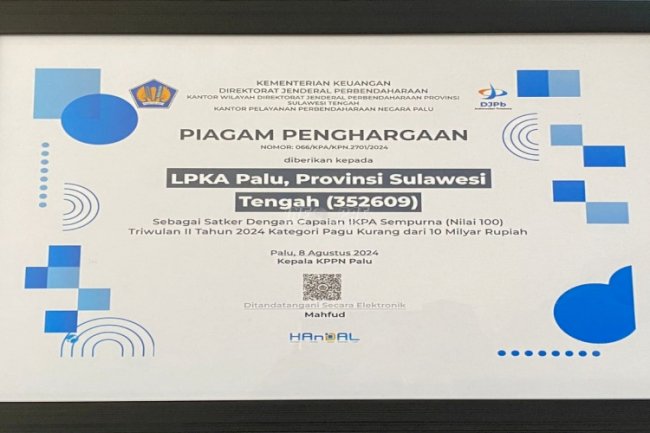 KEMENTERIAN KEUANGAN
DIREKTORAT JENDERAL PERBENDAHARAAN
KANTOR WILAYAH DIREKTORAT JENDERAL PERBENDAHARAAN PROVINSI
SULAWESI TENGAH
KANTOR PELAYANAN PERBENDAHARAAN NEGARA PALU
DJPb
PIAGAM PENGHARGAAN
NOMOR: 066/KPA/KPN.2701/2024
diberikan kepada
LPKA Palu, Provinsi Sulawesi
Tengah (352609)
Sebagai Satker Dengan Capaian IKPA Sempurna (Nilai 100)
Triwulan II Tahun 2024 Kategori Pagu Kurang dari 10 Milyar Rupiah
Palu, 8 Agustus 2024
Kepala KPPN Palu
Ditandatangani Secara Elektronik
Mahfud
HAnDAL